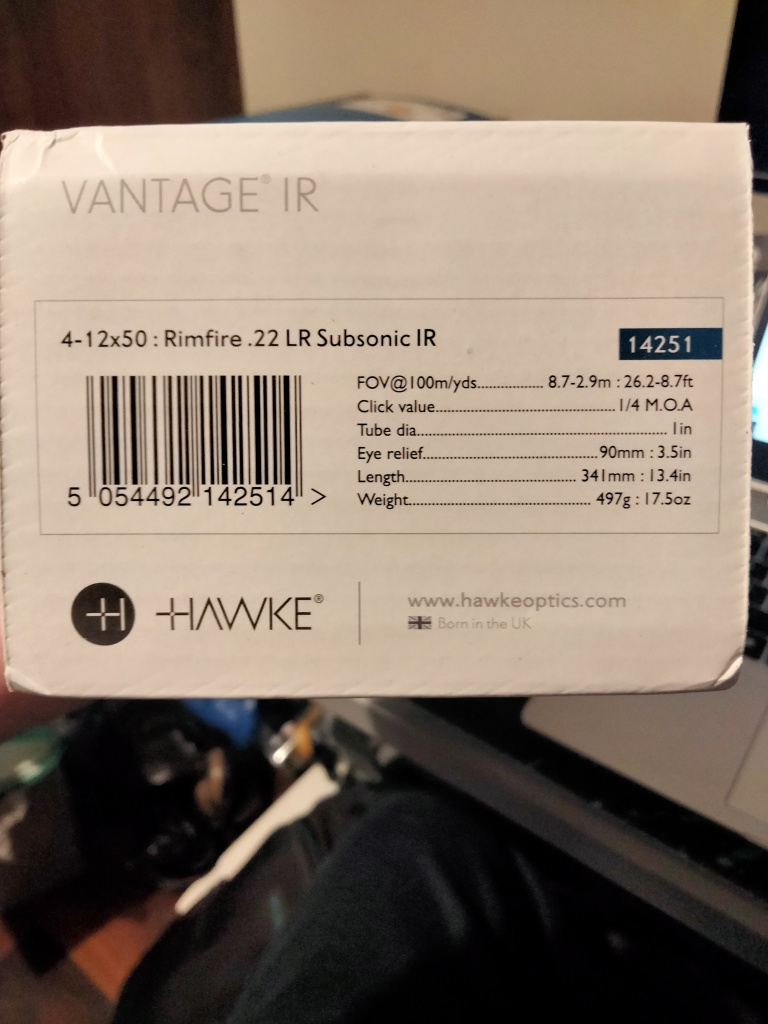 VANTAGE® IR
4-12x50 : Rimfire .22 LR Subsonic IR
14251
FOV@100m/yds................ 8.7-2.9m : 26.2-8.7ft
Click value............................................1/4 M.O.A
Tube dia............................................................. 1in
Eye relief..........................................90mm : 3.5in
Length......................................... 341mm : 13.4in
Weight............................................ 497g : 17.5oz
5 054492 142514 >
H HAWKE®
www.hawkeoptics.com
Born in the UK